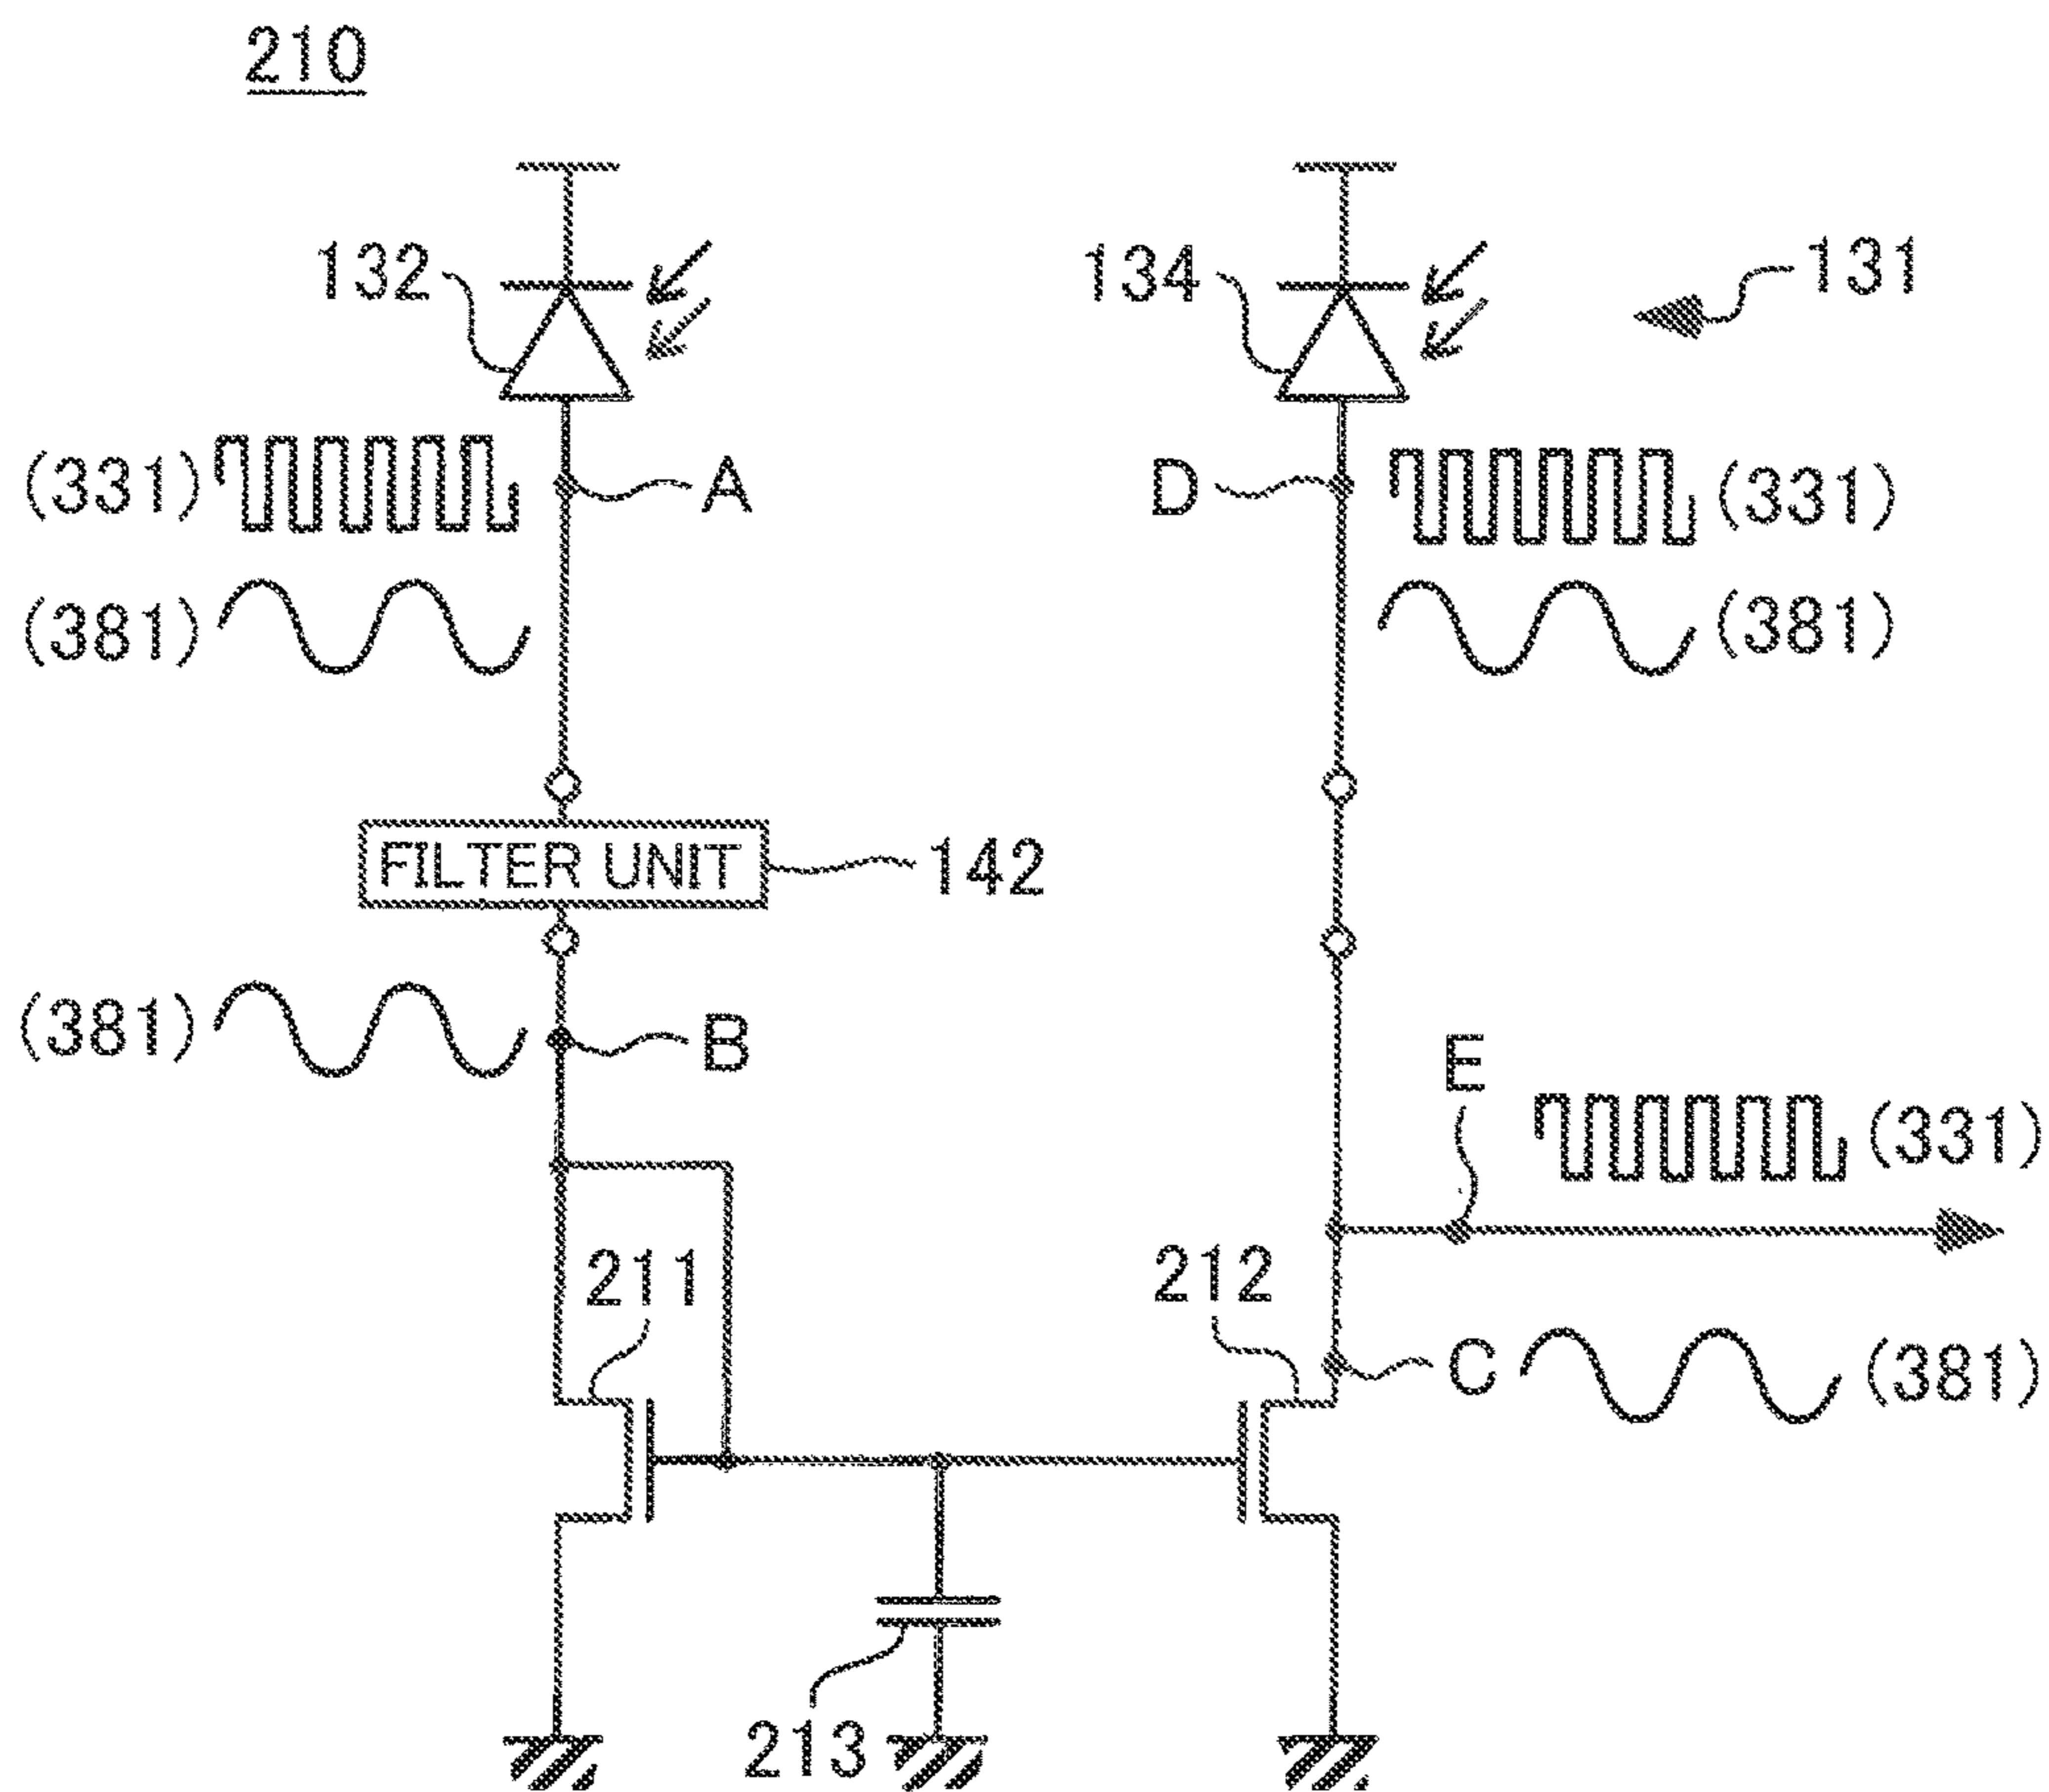 210
132
134
131
(331)
A
D
(331)
(381)
(381)
FILTER UNIT
142
(381)
B
E
(331)
211
212
C
(381)
213